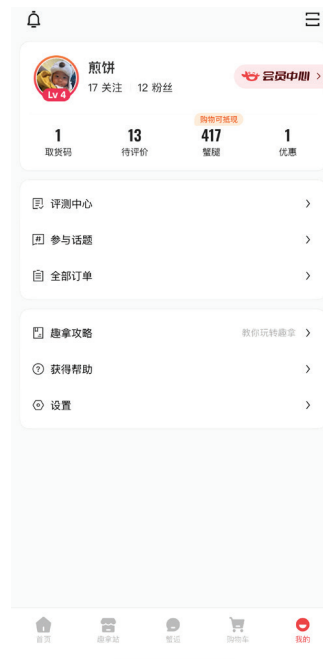 煎饼
17 关注 12 粉丝
Lv 4
会员中心
购物可抵现
1 13 417 1
取货码 待评价 蟹腿 优惠
评测中心
参与话题
全部订单
趣拿攻略 教你玩转趣拿
获得帮助
设置
首页 趣拿站 蟹逅 购物车 我的